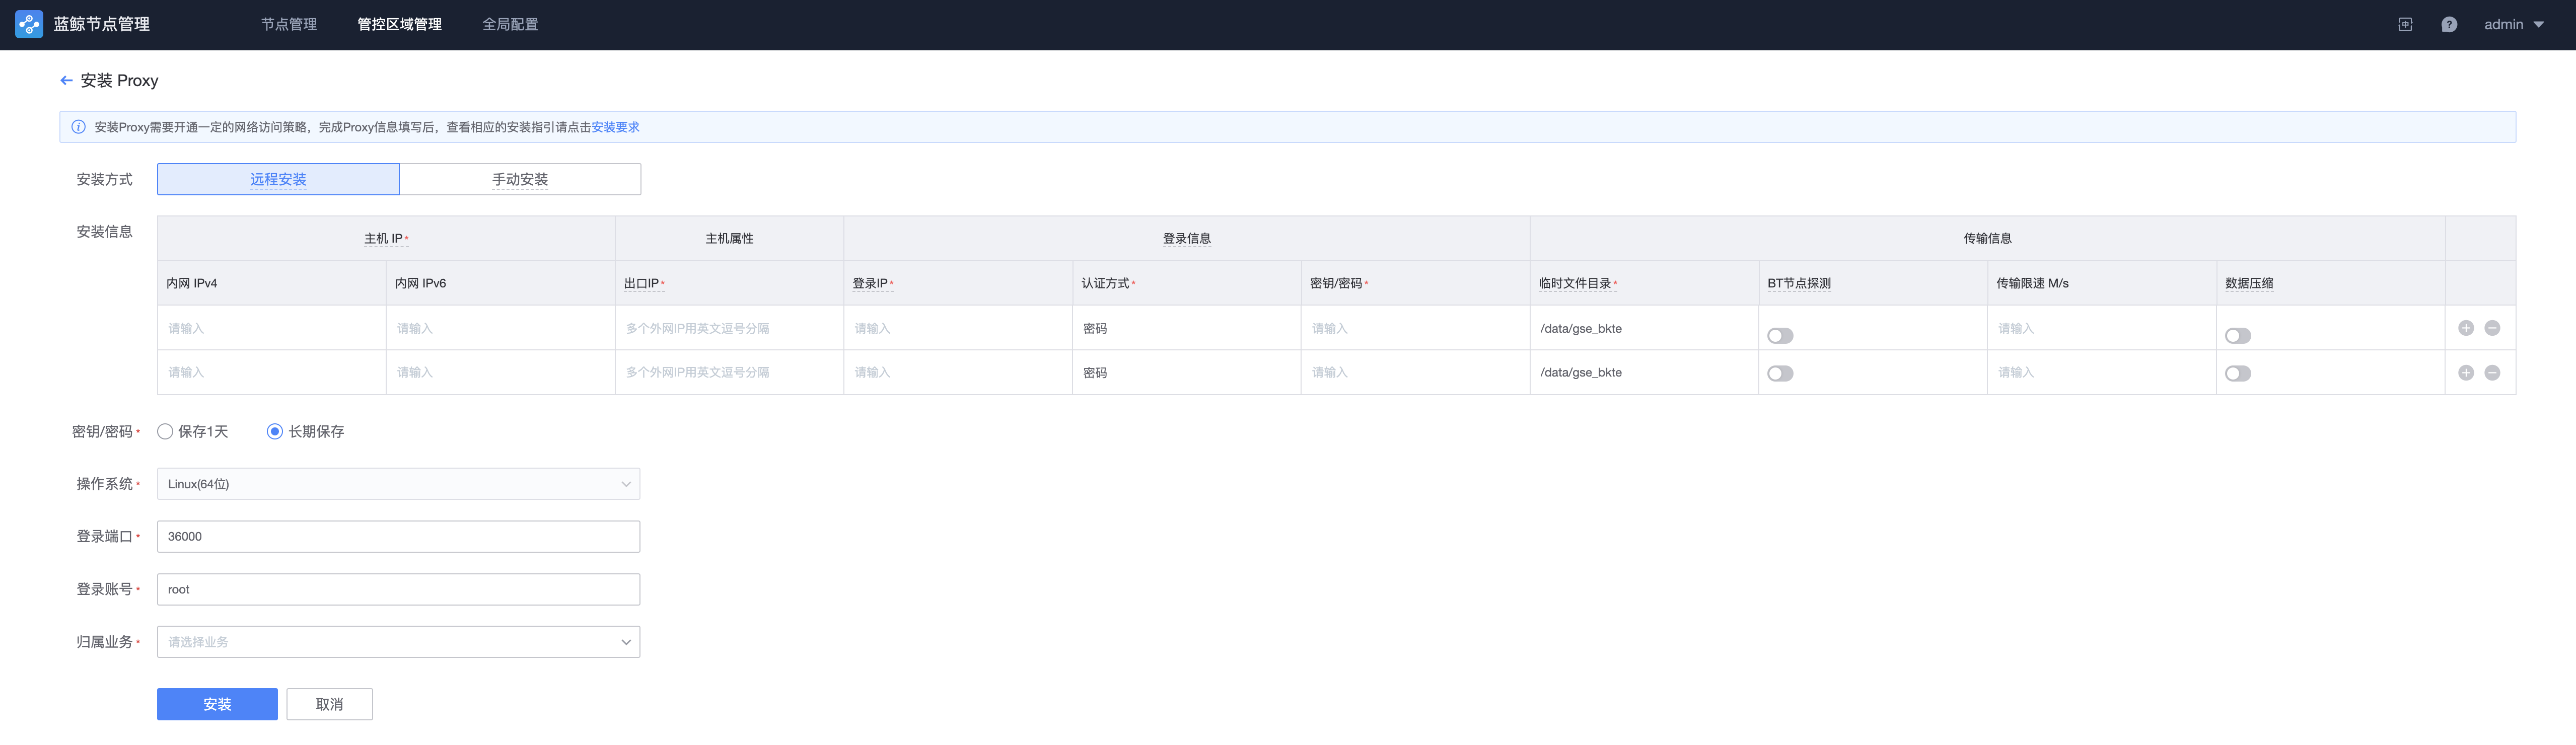 蓝鲸节点管理 节点管理 管控区域管理 全局配置 中 ? admin
安装 Proxy
安装Proxy需要开通一定的网络访问策略，完成Proxy信息填写后，查看相应的安装指引请点击安装要求
安装方式 远程安装 手动安装
安装信息 主机 IP* 主机属性 登录信息 传输信息
内网 IPv4 内网 IPv6 出口IP* 登录IP* 认证方式* 密钥/密码* 临时文件目录* BT节点探测 传输限速 M/s 数据压缩
请输入 请输入 多个外网IP用英文逗号分隔 请输入 密码 请输入 /data/gse_bkte 请输入
请输入 请输入 多个外网IP用英文逗号分隔 请输入 密码 请输入 /data/gse_bkte 请输入
密钥/密码* 保存1天 长期保存
操作系统* Linux(64位)
登录端口* 36000
登录账号* root
归属业务* 请选择业务
安装 取消